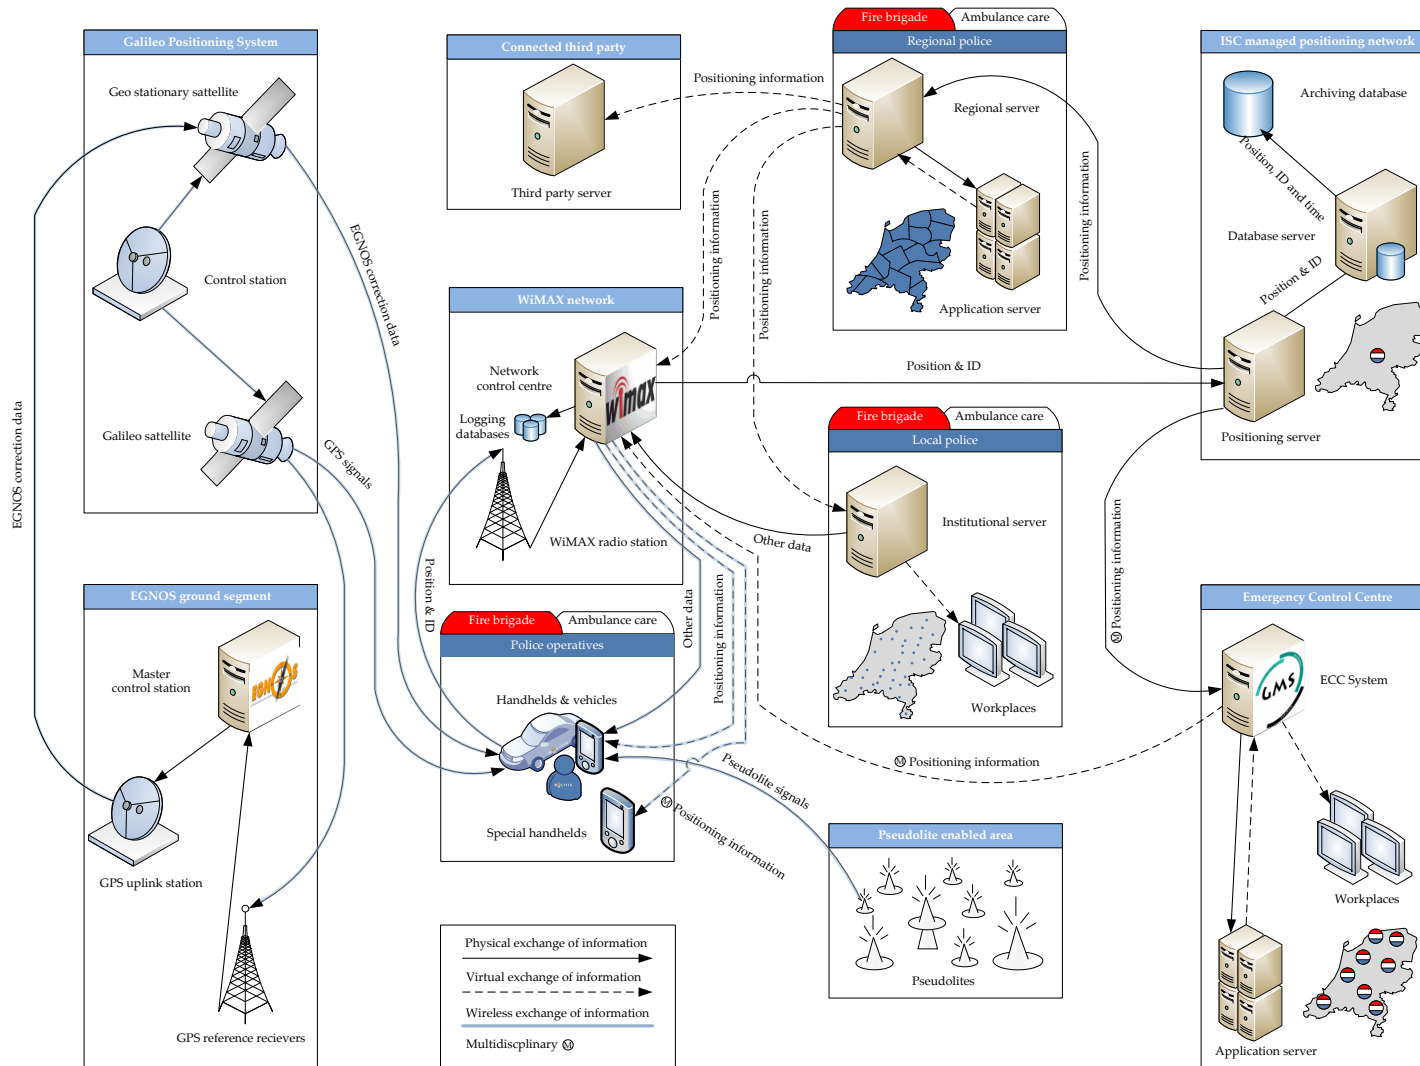 Galileo Positioning System
Geo stationary sattellite
Control station
Galileo sattellite
EGNOS correction data
EGNOS correction data
GPS signals
EGNOS ground segment
Master
control station
EGNOS
GPS uplink station
GPS reference recievers
Connected third party
Third party server
Positioning information
Positioning information
Positioning information
WiMAX network
Network
control centre
Logging
databases
wimax
WiMAX radio station
Position & ID
Fire brigade
Ambulance care
Police operatives
Handhelds & vehicles
Special handhelds
Other data
Positioning information
Pseudolite signals
Ⓜ Positioning information
Physical exchange of information
Virtual exchange of information
Wireless exchange of information
Multidiscplinary Ⓜ
Fire brigade
Ambulance care
Regional police
Regional server
Application server
Position & ID
Fire brigade
Ambulance care
Local police
Institutional server
Other data
Workplaces
Ⓜ Positioning information
Pseudolite enabled area
Pseudolites
Positioning information
ISC managed positioning network
Archiving database
Position, ID and time
Database server
Position & ID
Positioning server
Ⓜ Positioning information
Emergency Control Centre
ECC System
GMS
Workplaces
Application server